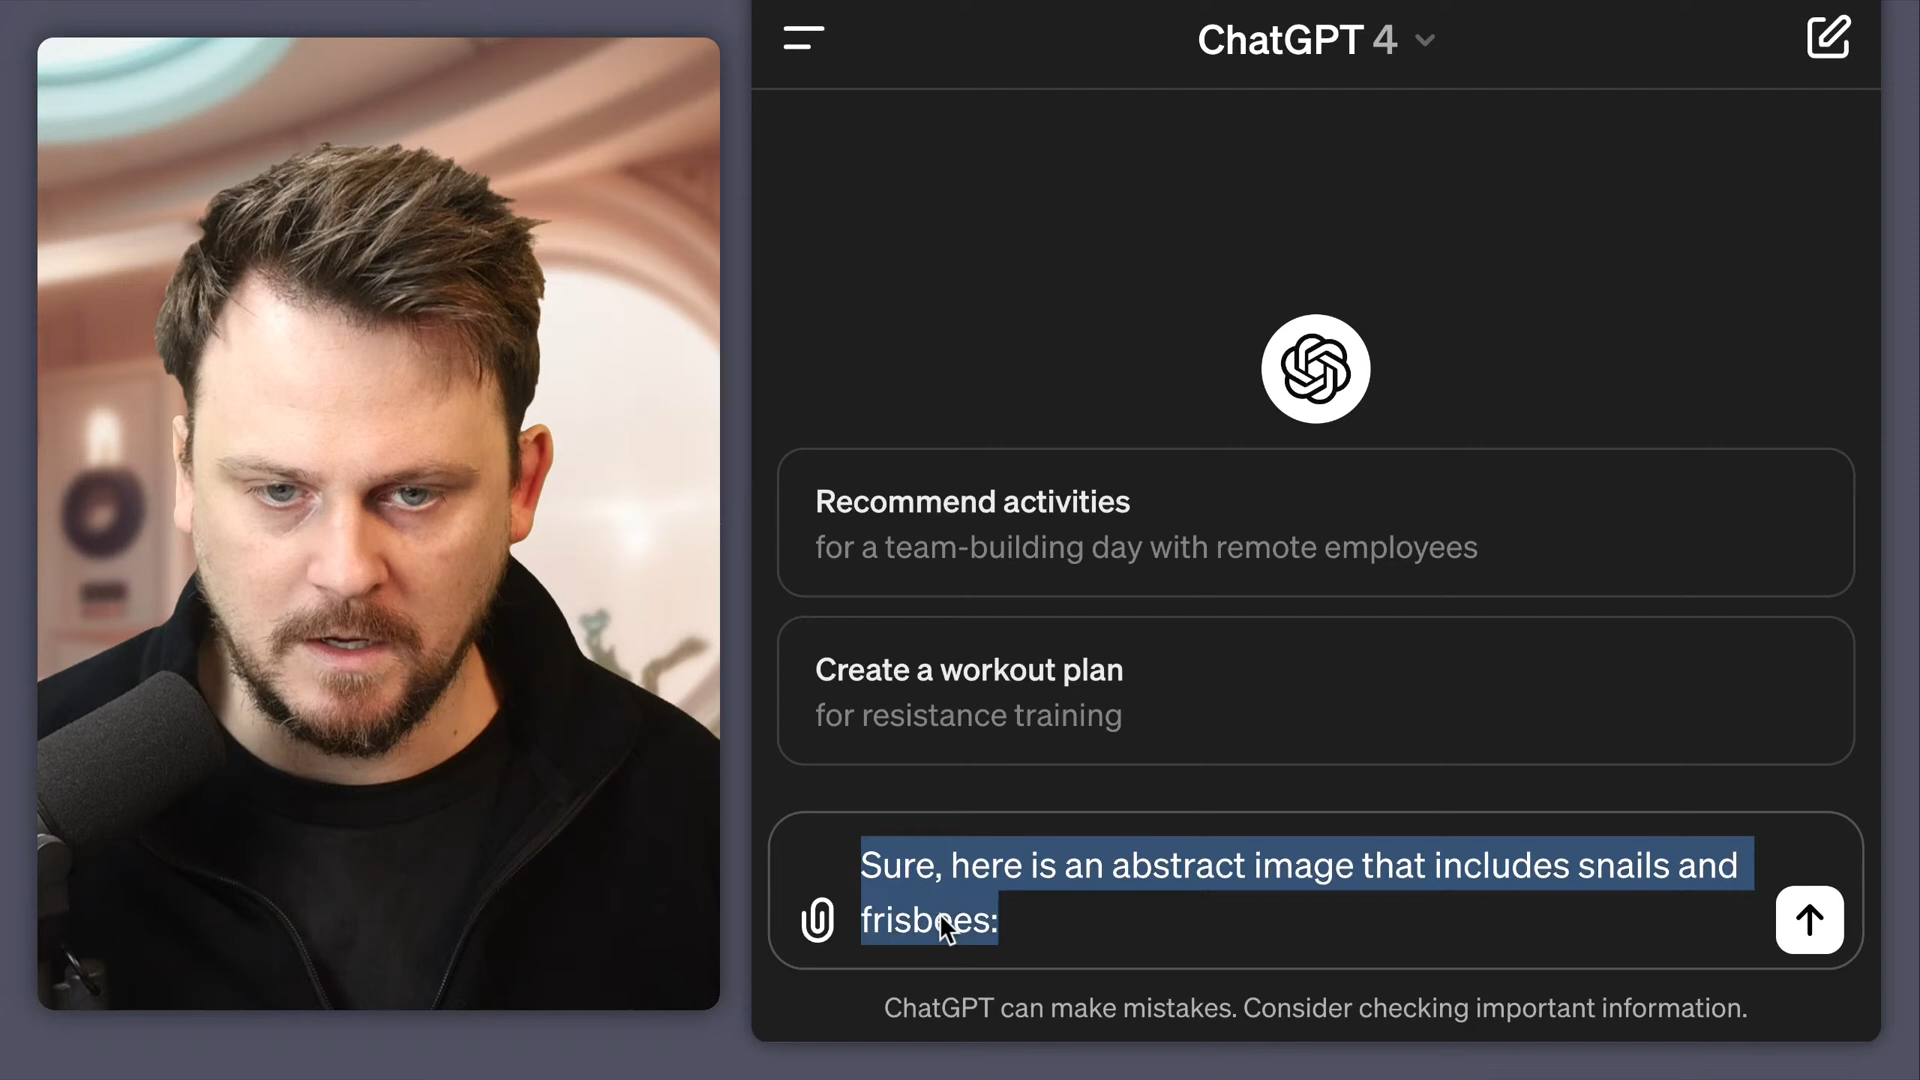 ChatGPT 4
Recommend activities
for a team-building day with remote employees
Create a workout plan
for resistance training
Sure, here is an abstract image that includes snails and
frisbees:
ChatGPT can make mistakes. Consider checking important information.